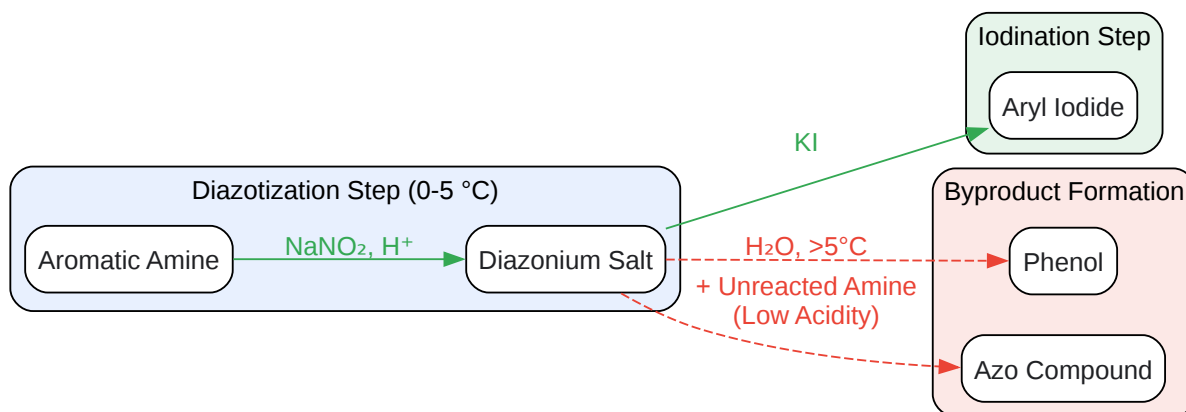 Iodination Step
Aryl Iodide
KI
Diazotization Step (0-5 °C)
Aromatic Amine
NaNO₂, H⁺
Diazonium Salt
H₂O, >5°C
+ Unreacted Amine
(Low Acidity)
Byproduct Formation
Phenol
Azo Compound